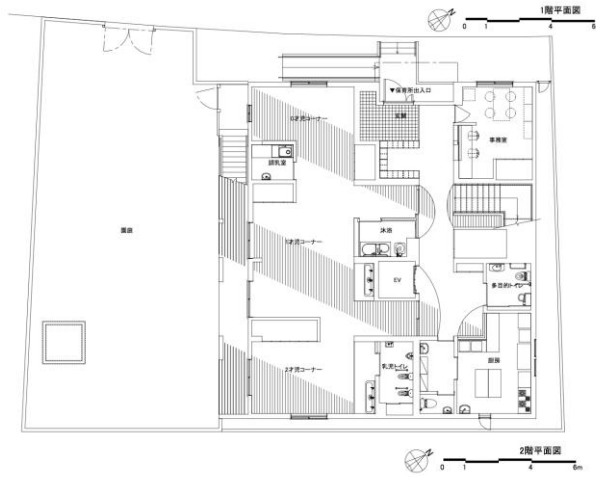 1階平面図
0 1 4 6
▼保育所出入口
0才児コーナー
玄関
事務室
調乳室
園庭
沐浴
1才児コーナー
EV
多目的トイレ
厨房
2才児コーナー
乳児トイレ
2階平面図
0 1 4 6m